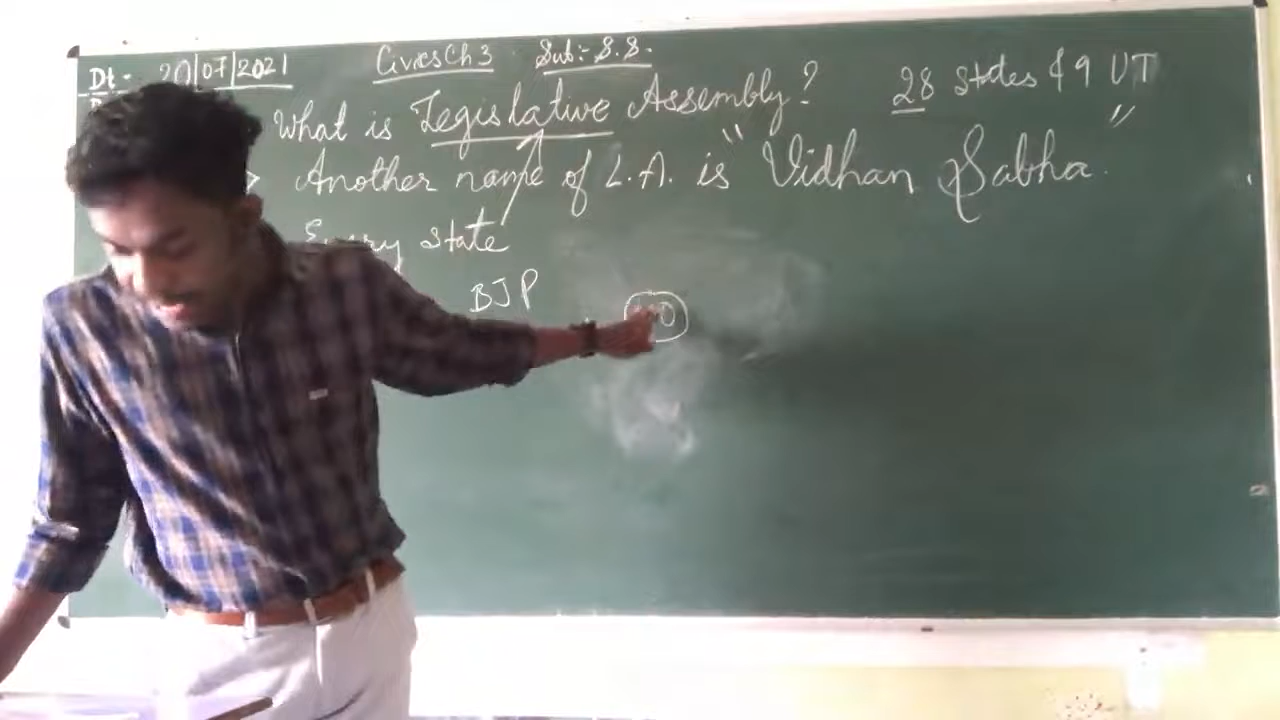 Dt - 20/07/2021 Civics Ch 3 Sub:- S.S.
What is Legislative Assembly? 28 States & 9 UT
Another name of L.A. is "Vidhan Sabha."
Every state
BJP